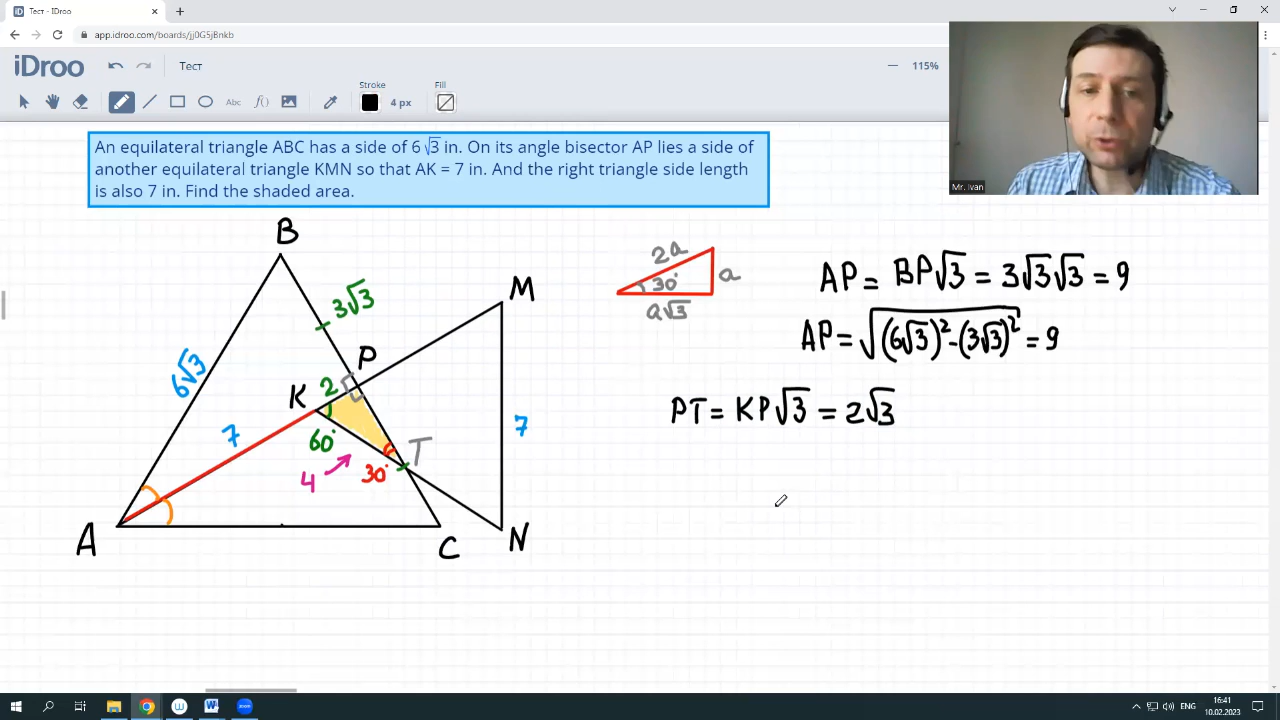 Тест - IDroo
app.idroo.com/boards/jj0G5jBnkb
iDroo
Тест
115%
Stroke
Fill
Abc
f()
4 px
An equilateral triangle ABC has a side of 6√3 in. On its angle bisector AP lies a side of
another equilateral triangle KMN so that AK = 7 in. And the right triangle side length
is also 7 in. Find the shaded area.
Mr. Ivan
B
3√3
M
6√3
P
K
2
7
60°
T
7
4
30°
A
C
N
2a
30°
a
a√3
AP = BP√3 = 3√3√3 = 9
AP = √(6√3)²-(3√3)² = 9
PT = KP√3 = 2√3
ENG
16:41
10.02.2023